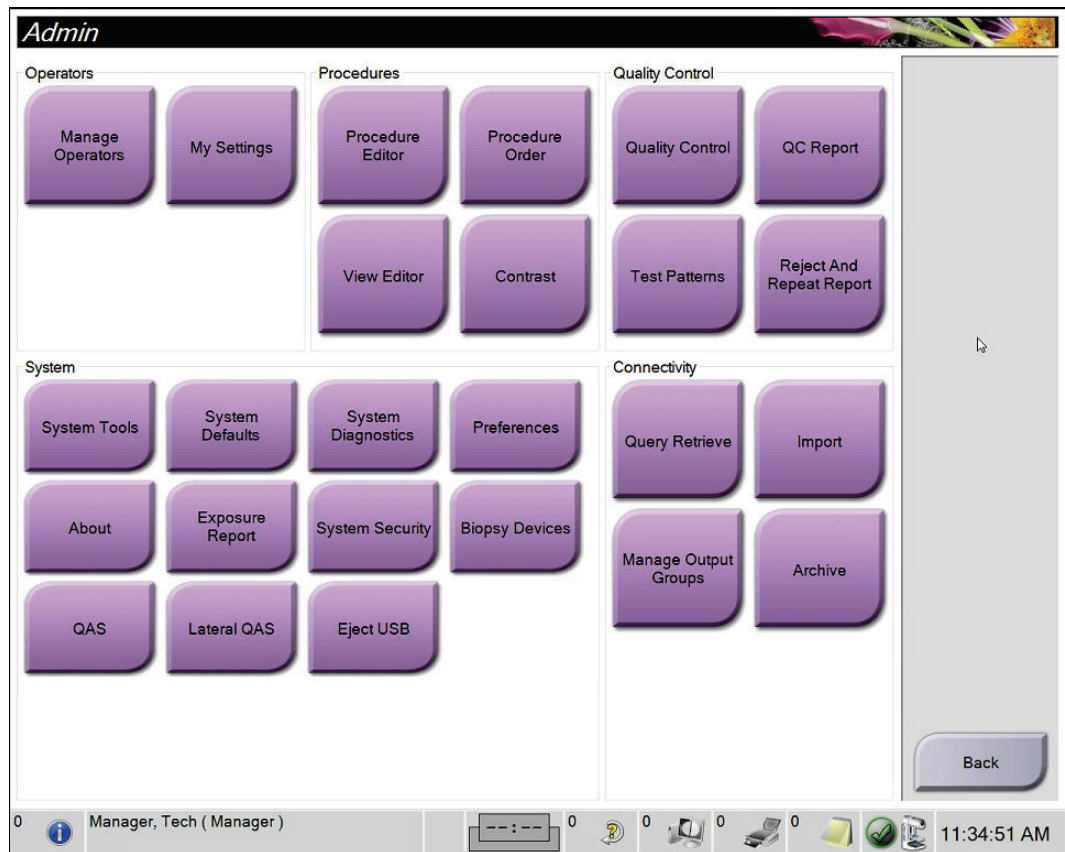 Admin
Operators
Manage
Operators
My Settings
Procedures
Procedure
Editor
Procedure
Order
View Editor
Contrast
Quality Control
Quality Control
QC Report
Test Patterns
Reject And
Repeat Report
System
System Tools
System
Defaults
System
Diagnostics
Preferences
About
Exposure
Report
System Security
Biopsy Devices
QAS
Lateral QAS
Eject USB
Connectivity
Query Retrieve
Import
Manage Output
Groups
Archive
Back
0
Manager, Tech ( Manager )
--:--
0
0
0
0
11:34:51 AM